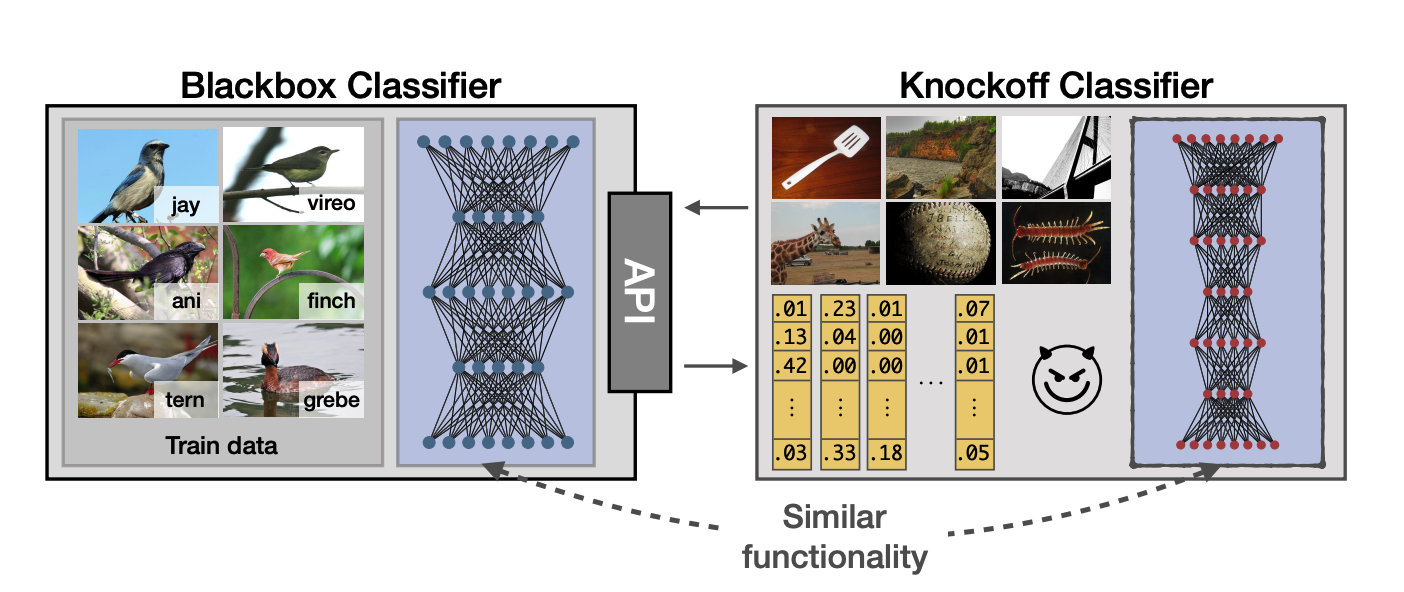 Blackbox Classifier
jay
vireo
ani
finch
tern
grebe
Train data
API
Knockoff Classifier
.01 .23 .01 .07
.13 .04 .00 .01
.42 .00 .00 ... .01
⋮ ⋮ ⋮ ⋮
.03 .33 .18 .05
Similar
functionality